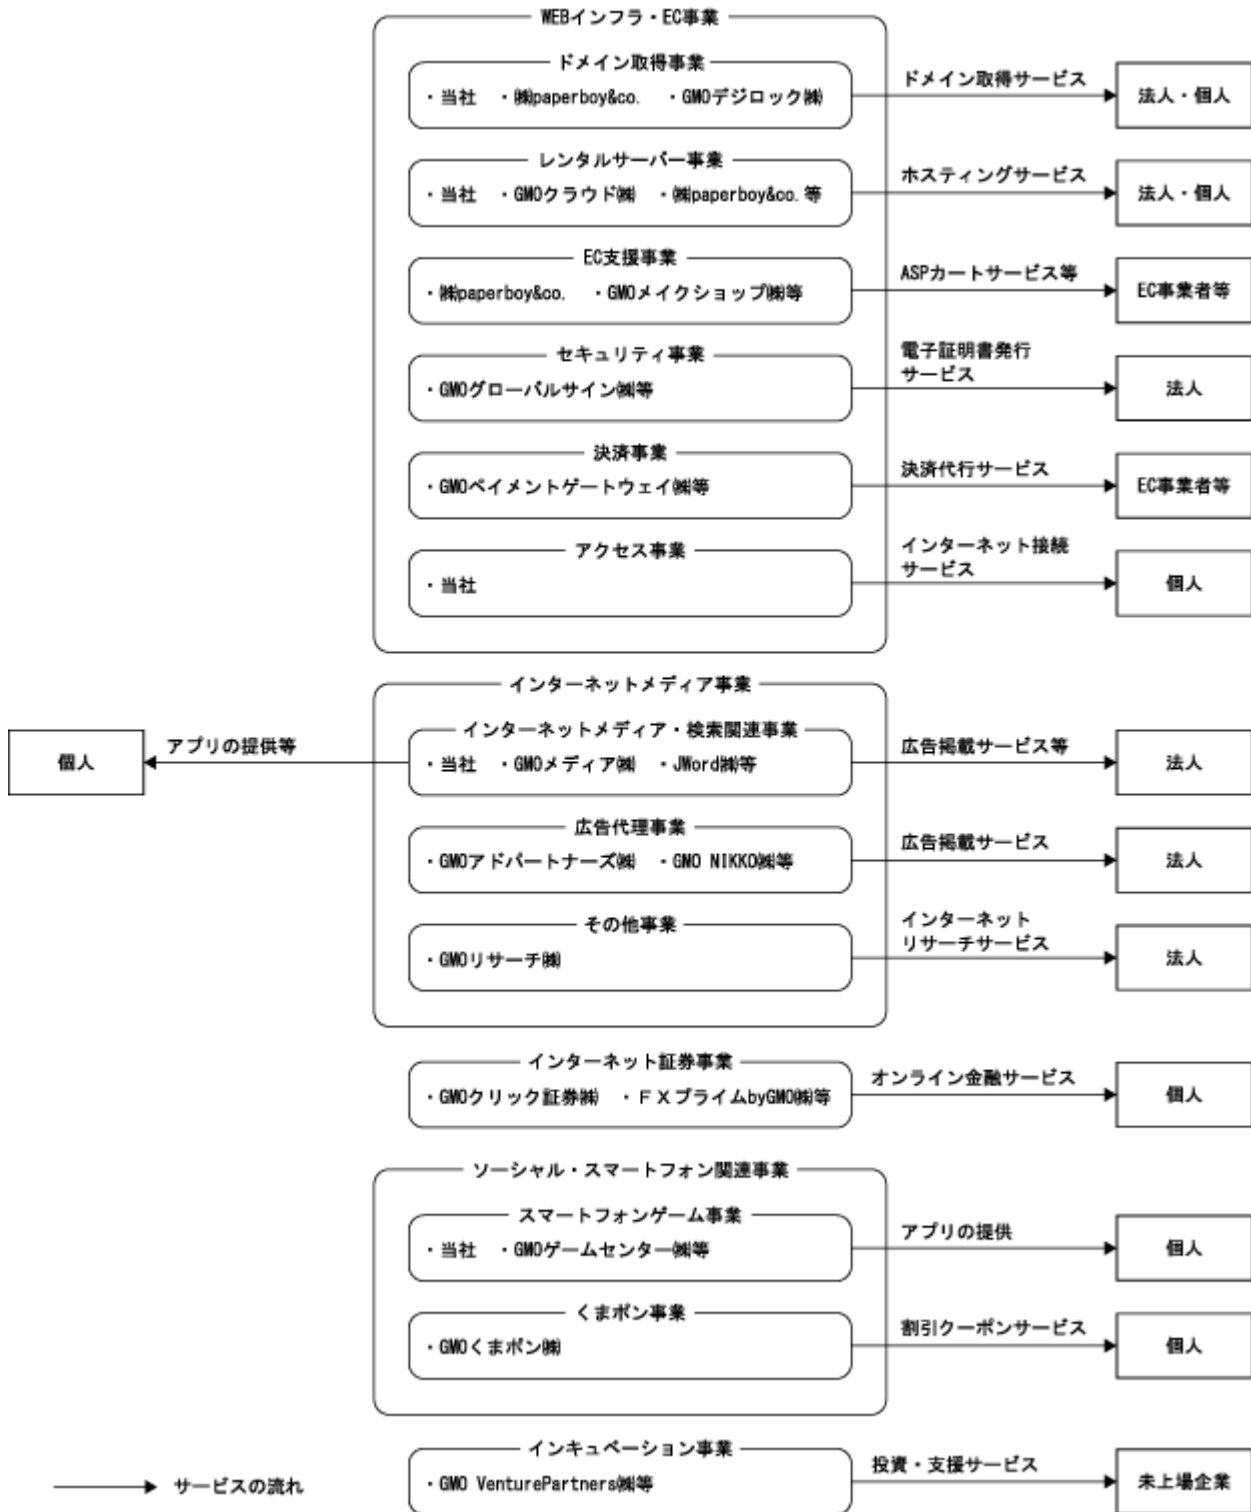 WEBインフラ・EC事業
ドメイン取得事業
・当社 ・㈱paperboy&co. ・GMOデジロック㈱
ドメイン取得サービス
法人・個人
レンタルサーバー事業
・当社 ・GMOクラウド㈱ ・㈱paperboy&co.等
ホスティングサービス
法人・個人
EC支援事業
・㈱paperboy&co. ・GMOメイクショップ㈱等
ASPカートサービス等
EC事業者等
セキュリティ事業
・GMOグローバルサイン㈱等
電子証明書発行
サービス
法人
決済事業
・GMOペイメントゲートウェイ㈱等
決済代行サービス
EC事業者等
アクセス事業
・当社
インターネット接続
サービス
個人
インターネットメディア事業
インターネットメディア・検索関連事業
・当社 ・GMOメディア㈱ ・JWord㈱等
アプリの提供等
個人
広告掲載サービス等
法人
広告代理事業
・GMOアドパートナーズ㈱ ・GMO NIKKO㈱等
広告掲載サービス
法人
その他事業
・GMOリサーチ㈱
インターネット
リサーチサービス
法人
インターネット証券事業
・GMOクリック証券㈱ ・ＦＸプライムbyGMO㈱等
オンライン金融サービス
個人
ソーシャル・スマートフォン関連事業
スマートフォンゲーム事業
・当社 ・GMOゲームセンター㈱等
アプリの提供
個人
くまポン事業
・GMOくまポン㈱
割引クーポンサービス
個人
インキュベーション事業
・GMO VenturePartners㈱等
投資・支援サービス
未上場企業
サービスの流れ